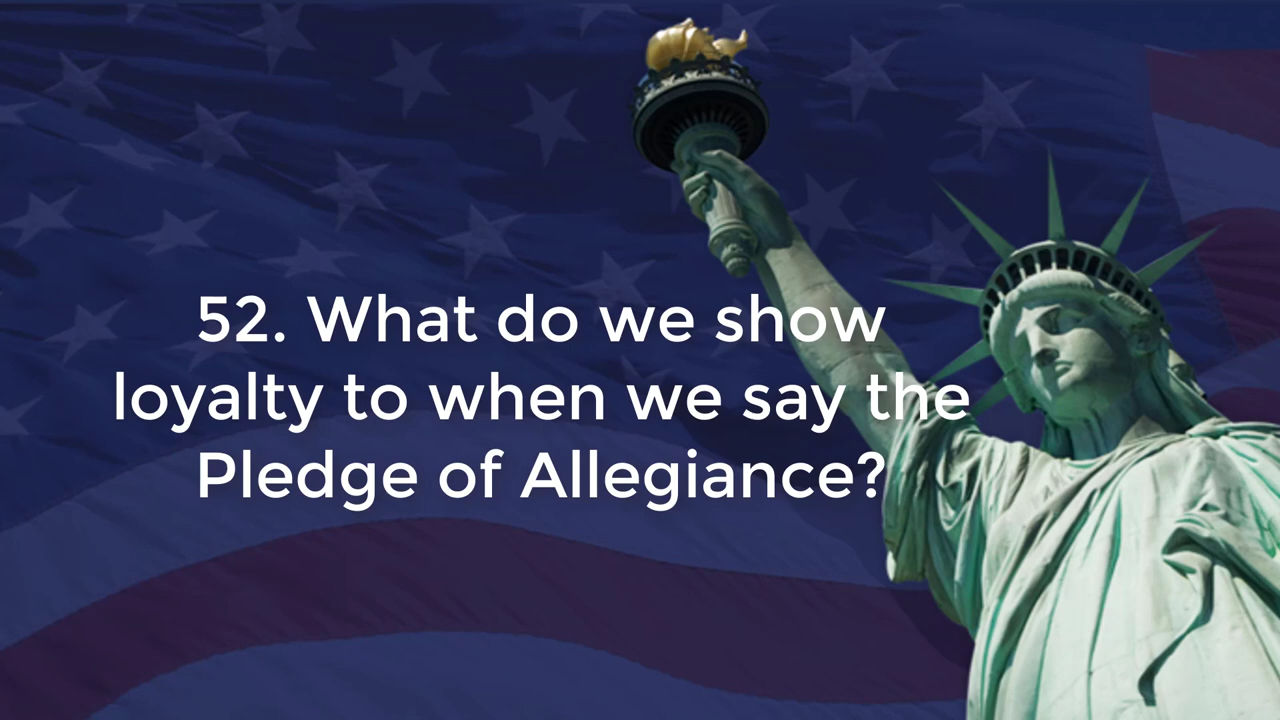 52. What do we show
loyalty to when we say the
Pledge of Allegiance?